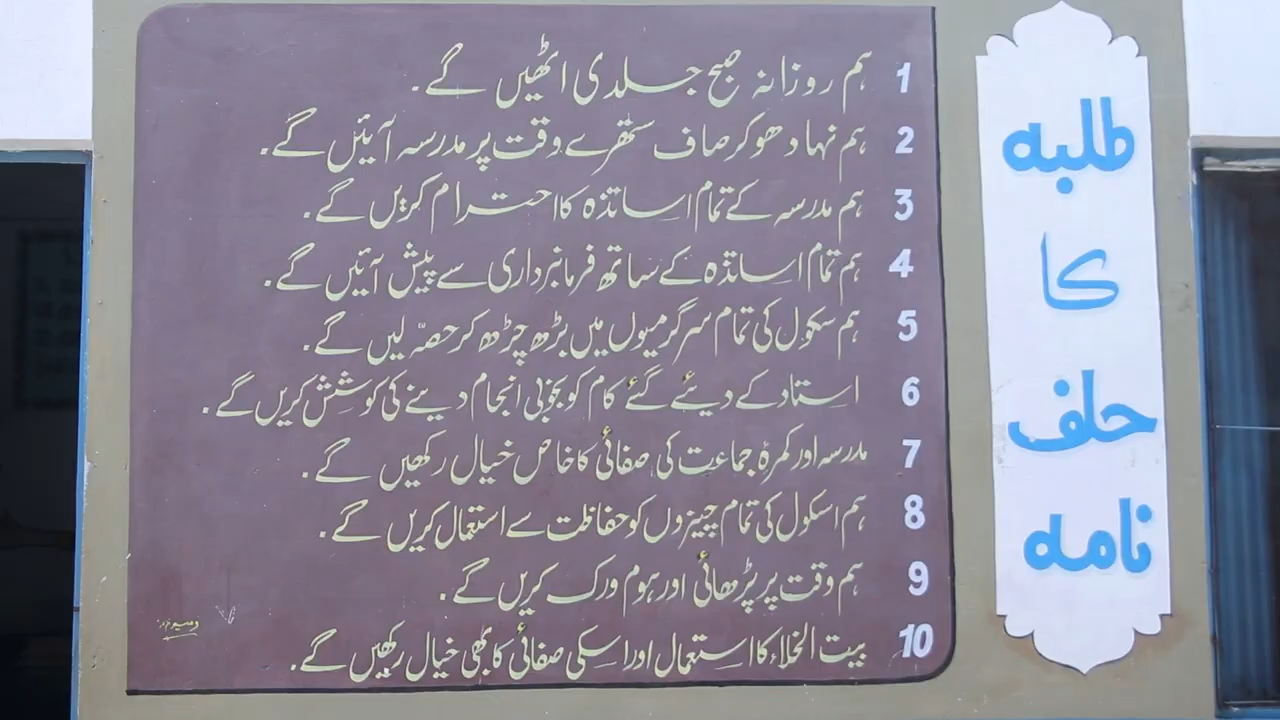 طلبہ
کا
حلف
نامہ
1 ہم روزانہ صبح جلدی اٹھیں گے۔
2 ہم نہا دھو کر صاف ستھرے وقت پر مدرسہ آئیں گے۔
3 ہم مدرسہ کے تمام اساتذہ کا احترام کریں گے۔
4 ہم تمام اساتذہ کے ساتھ فرمانبرداری سے پیش آئیں گے۔
5 ہم سکول کی تمام سرگرمیوں میں بڑھ چڑھ کر حصّہ لیں گے۔
6 استاد کے دیئے گئے کام کو بخوبی انجام دینے کی کوشش کریں گے۔
7 مدرسہ اور کمرۂ جماعت کی صفائی کا خاص خیال رکھیں گے۔
8 ہم اسکول کی تمام چیزوں کو حفاظت سے استعمال کریں گے۔
9 ہم وقت پر پڑھائی اور ہوم ورک کریں گے۔
10 بیت الخلاء کا استعمال اور اسکی صفائی کا بھی خیال رکھیں گے۔